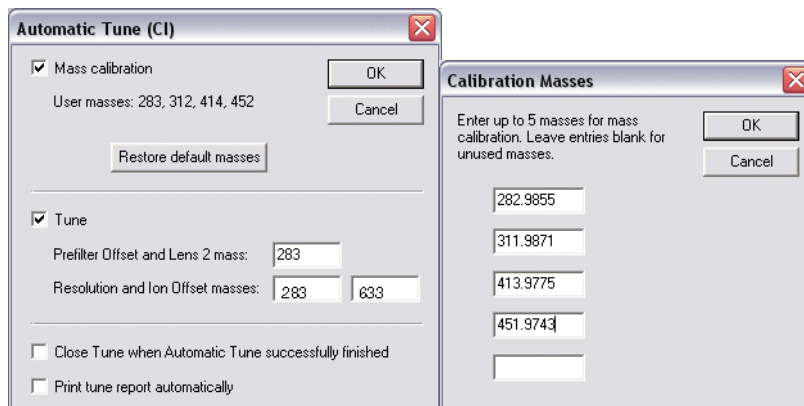 Automatic Tune (CI)
Mass calibration
OK
User masses: 283, 312, 414, 452
Cancel
Restore default masses
Tune
Prefilter Offset and Lens 2 mass:
283
Resolution and Ion Offset masses:
283
633
Close Tune when Automatic Tune successfully finished
Print tune report automatically
Calibration Masses
Enter up to 5 masses for mass
calibration. Leave entries blank for
unused masses.
OK
Cancel
282.9855
311.9871
413.9775
451.9743